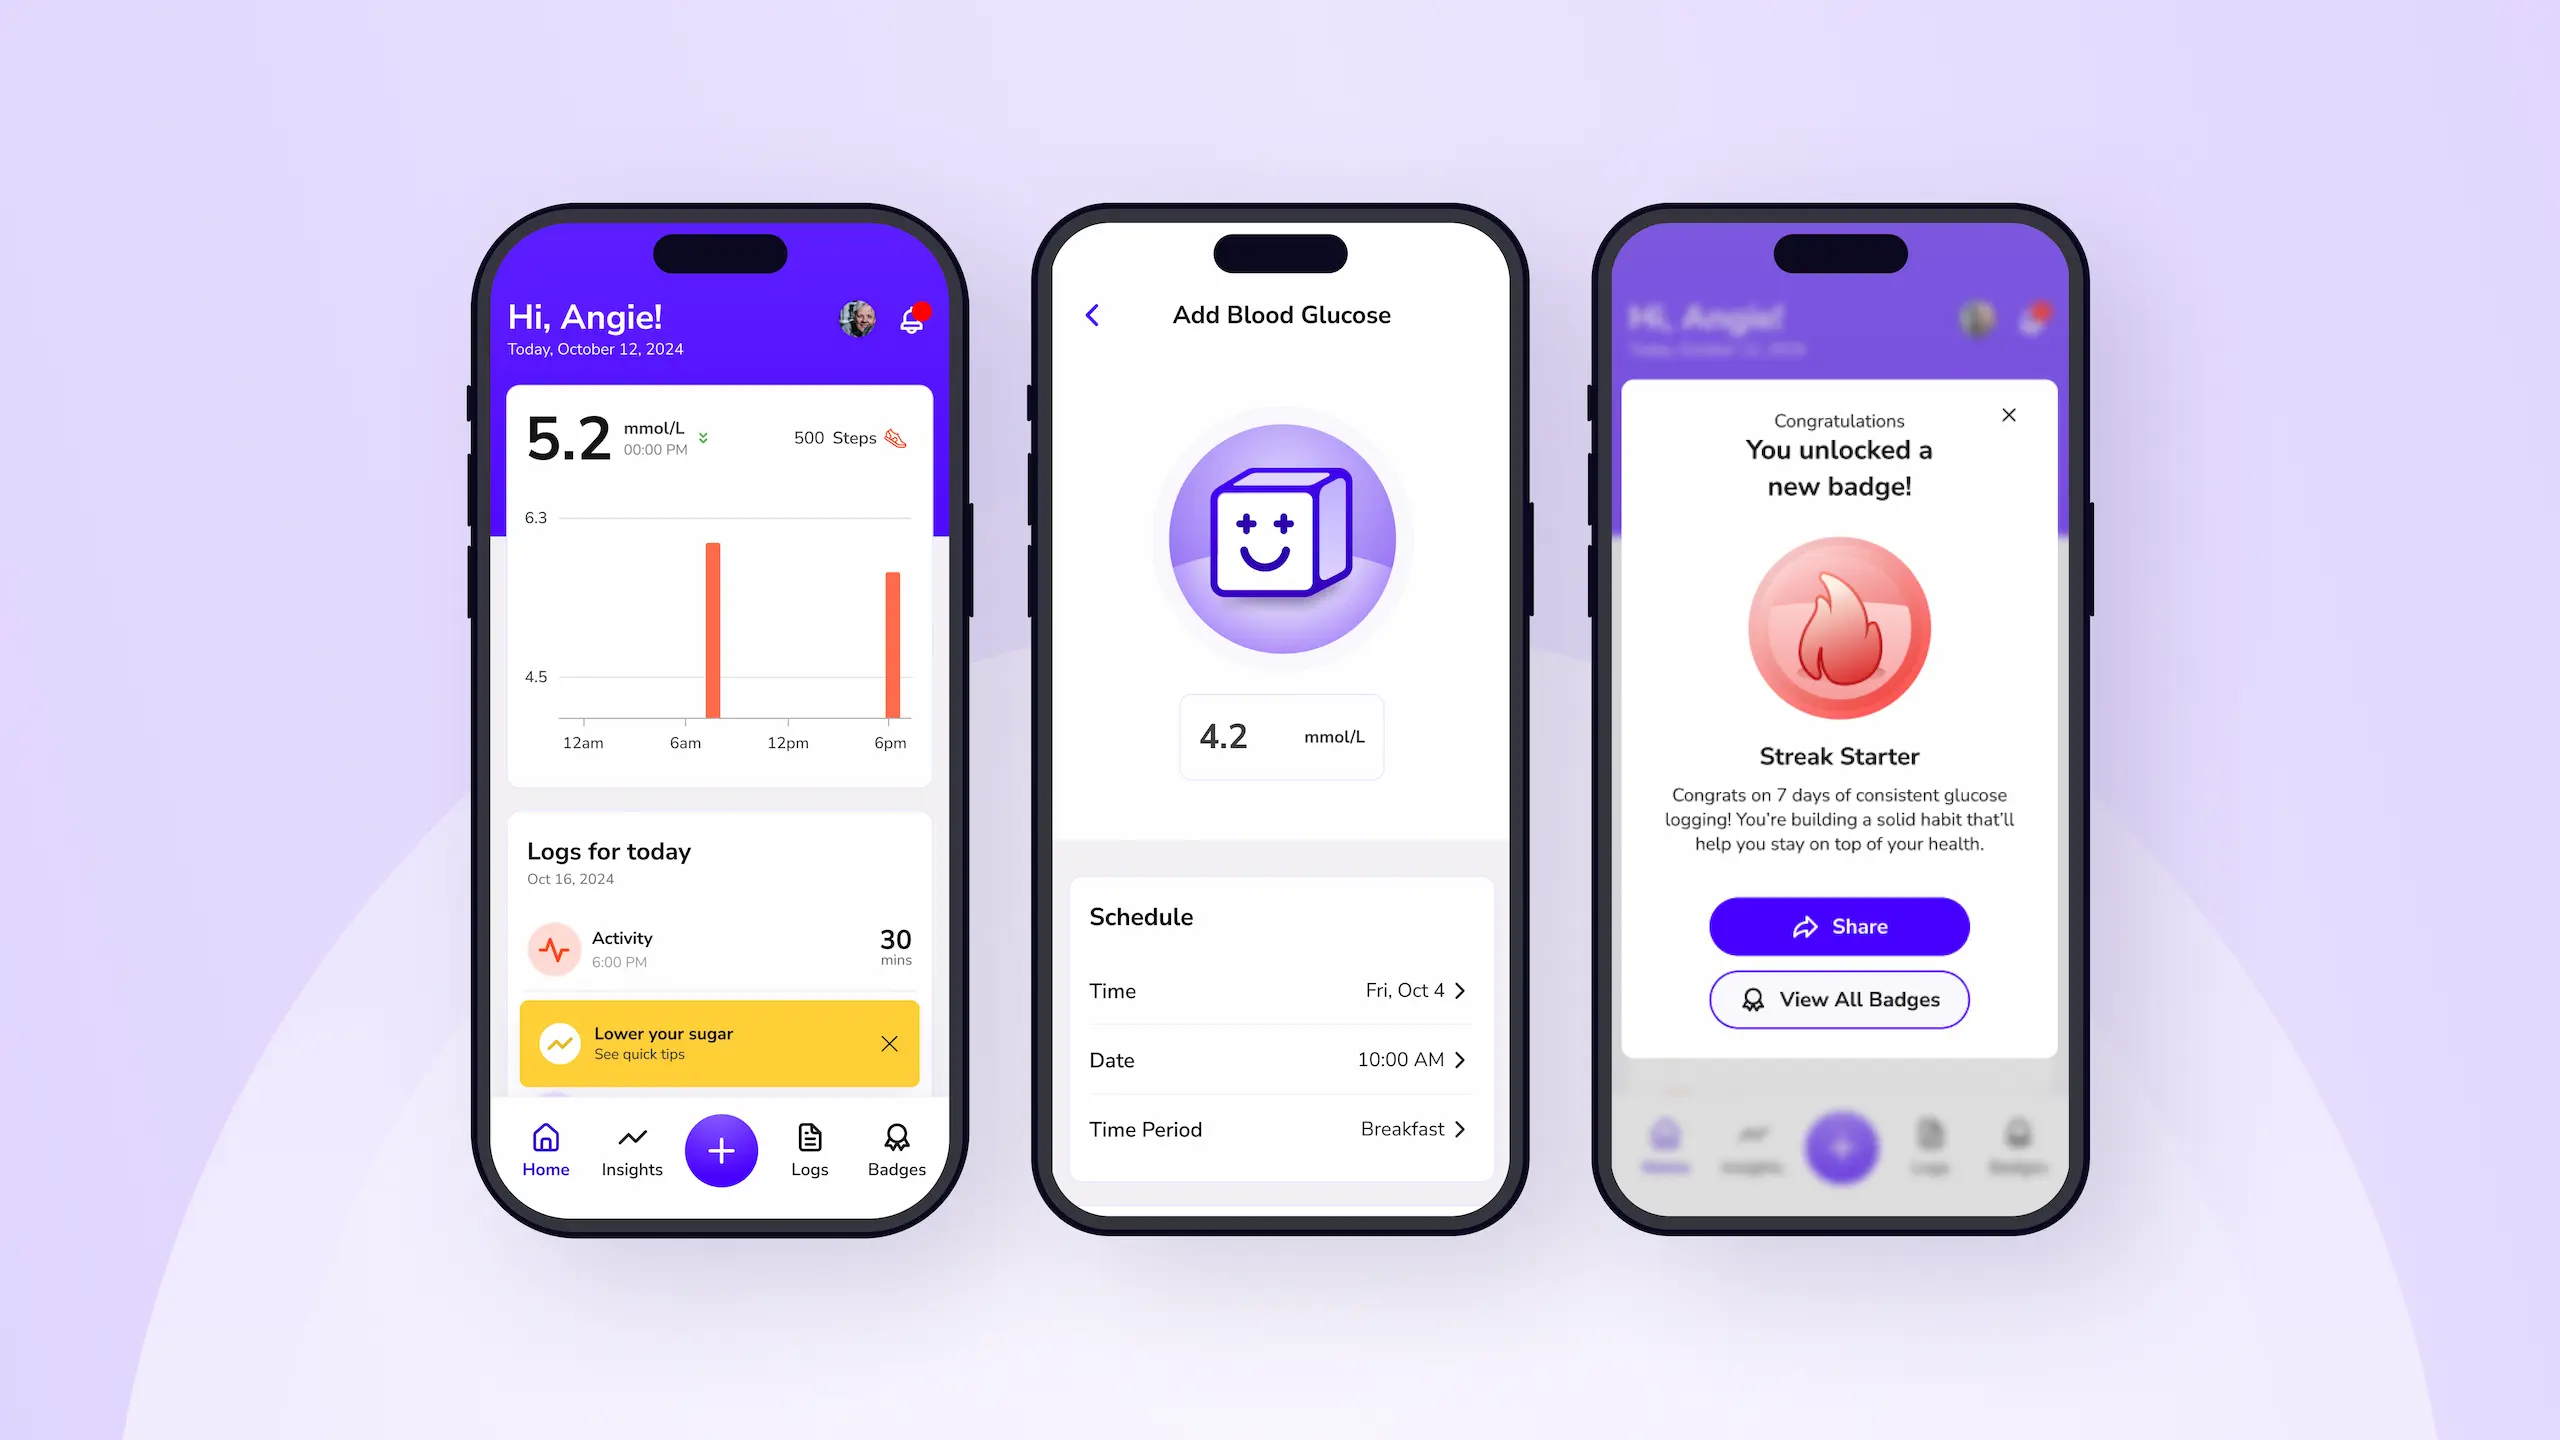 Hi, Angie!
Today, October 12, 2024
5.2 mmol/L
00:00 PM
500 Steps
6.3
4.5
12am 6am 12pm 6pm
Logs for today
Oct 16, 2024
Activity
6:00 PM
30
mins
Lower your sugar
See quick tips
Home Insights Logs Badges
Add Blood Glucose
4.2 mmol/L
Schedule
Time Fri, Oct 4
Date 10:00 AM
Time Period Breakfast
Hi, Angie!
Congratulations
You unlocked a
new badge!
Streak Starter
Congrats on 7 days of consistent glucose
logging! You’re building a solid habit that’ll
help you stay on top of your health.
Share
View All Badges